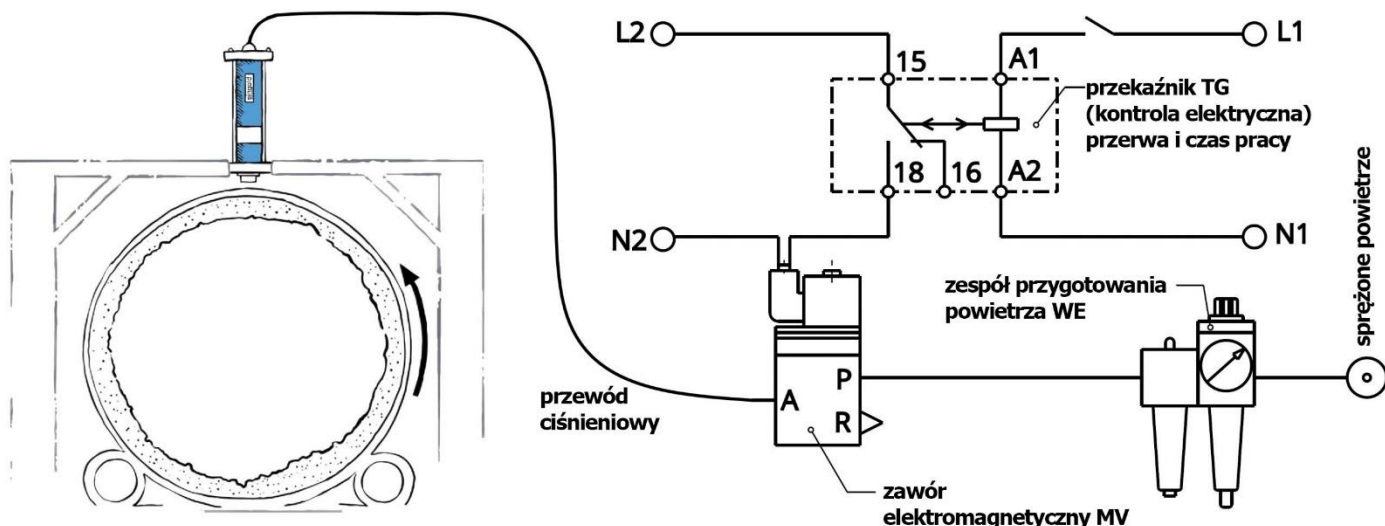 L2
15
A1
L1
przekaźnik TG
(kontrola elektryczna)
przerwa i czas pracy
18
16
A2
N2
N1
zespół przygotowania
powietrza WE
sprężone powietrze
przewód
ciśnieniowy
A
P
R
zawór
elektromagnetyczny MV